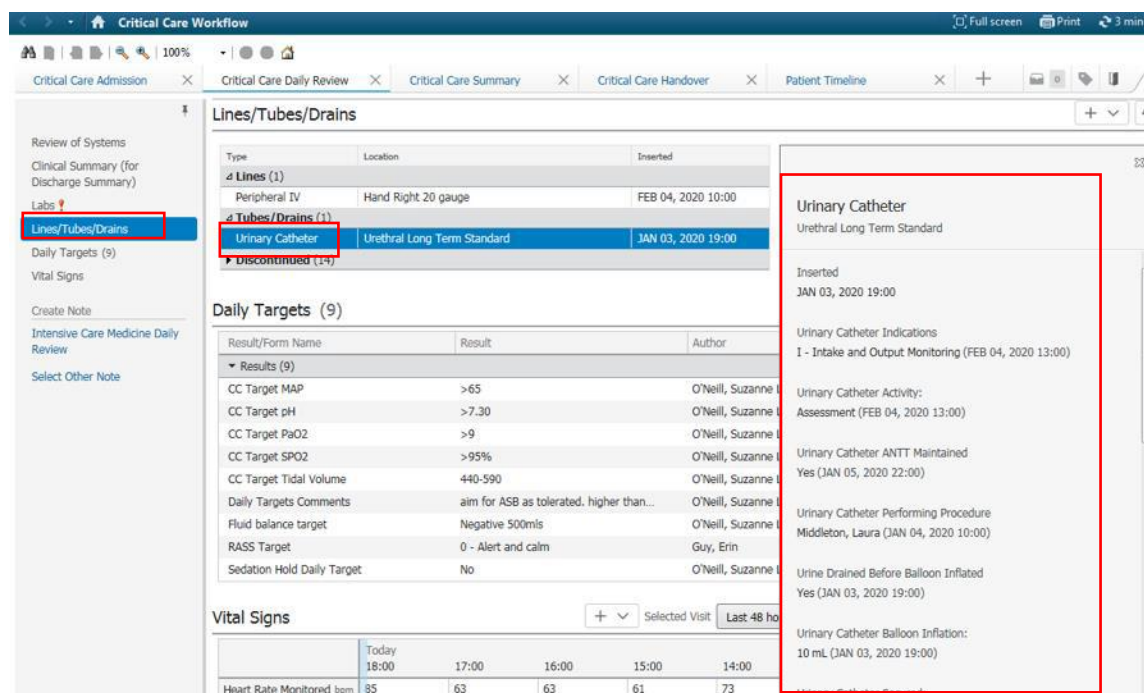 Critical Care Workflow
Full screen Print 3 min
100%
Critical Care Admission Critical Care Daily Review Critical Care Summary Critical Care Handover Patient Timeline 0
Review of Systems
Clinical Summary (for
Discharge Summary)
Labs
Lines/Tubes/Drains
Daily Targets (9)
Vital Signs
Create Note
Intensive Care Medicine Daily
Review
Select Other Note
Lines/Tubes/Drains
Type Location Inserted
Lines (1)
Peripheral IV Hand Right 20 gauge FEB 04, 2020 10:00
Tubes/Drains (1)
Urinary Catheter Urethral Long Term Standard JAN 03, 2020 19:00
Discontinued (14)
Daily Targets (9)
Result/Form Name Result Author
Results (9)
CC Target MAP >65 O'Neill, Suzanne
CC Target pH >7.30 O'Neill, Suzanne
CC Target PaO2 >9 O'Neill, Suzanne
CC Target SPO2 >95% O'Neill, Suzanne
CC Target Tidal Volume 440-590 O'Neill, Suzanne
Daily Targets Comments aim for ASB as tolerated. higher than... O'Neill, Suzanne
Fluid balance target Negative 500mls O'Neill, Suzanne
RASS Target 0 - Alert and calm Guy, Erin
Sedation Hold Daily Target No O'Neill, Suzanne
Vital Signs Selected Visit Last 48 ho
Today
18:00 17:00 16:00 15:00 14:00
Heart Rate Monitored bpm 85 63 63 61 73
Urinary Catheter
Urethral Long Term Standard
Inserted
JAN 03, 2020 19:00
Urinary Catheter Indications
I - Intake and Output Monitoring (FEB 04, 2020 13:00)
Urinary Catheter Activity:
Assessment (FEB 04, 2020 13:00)
Urinary Catheter ANTT Maintained
Yes (JAN 05, 2020 22:00)
Urinary Catheter Performing Procedure
Middleton, Laura (JAN 04, 2020 10:00)
Urine Drained Before Balloon Inflated
Yes (JAN 03, 2020 19:00)
Urinary Catheter Balloon Inflation:
10 mL (JAN 03, 2020 19:00)